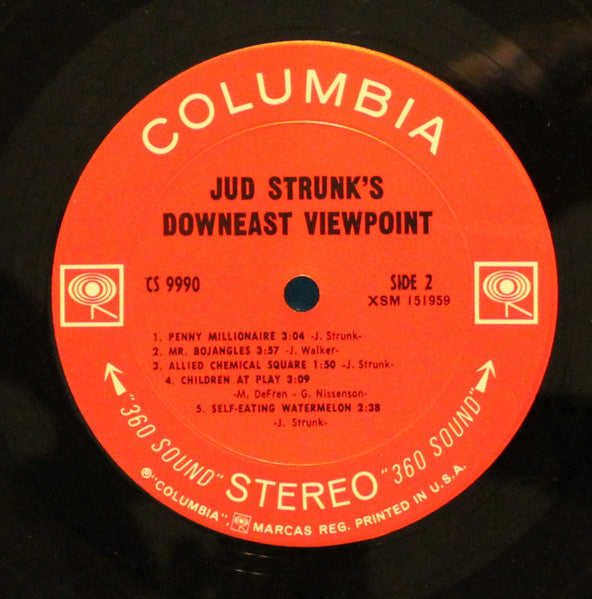 COLUMBIA
JUD STRUNK'S
DOWNEAST VIEWPOINT
CS 9990
SIDE 2
XSM 151959
1. PENNY MILLIONAIRE 3:04 -J. Strunk-
2. MR. BOJANGLES 3:57 -J. Walker-
3. ALLIED CHEMICAL SQUARE 1:50 -J. Strunk-
4. CHILDREN AT PLAY 3:09
-M. DeFren - G. Nissenson-
5. SELF-EATING WATERMELON 2:38
-J. Strunk-
"360 SOUND" STEREO "360 SOUND"
℗"COLUMBIA", MARCAS REG. PRINTED IN U.S.A.